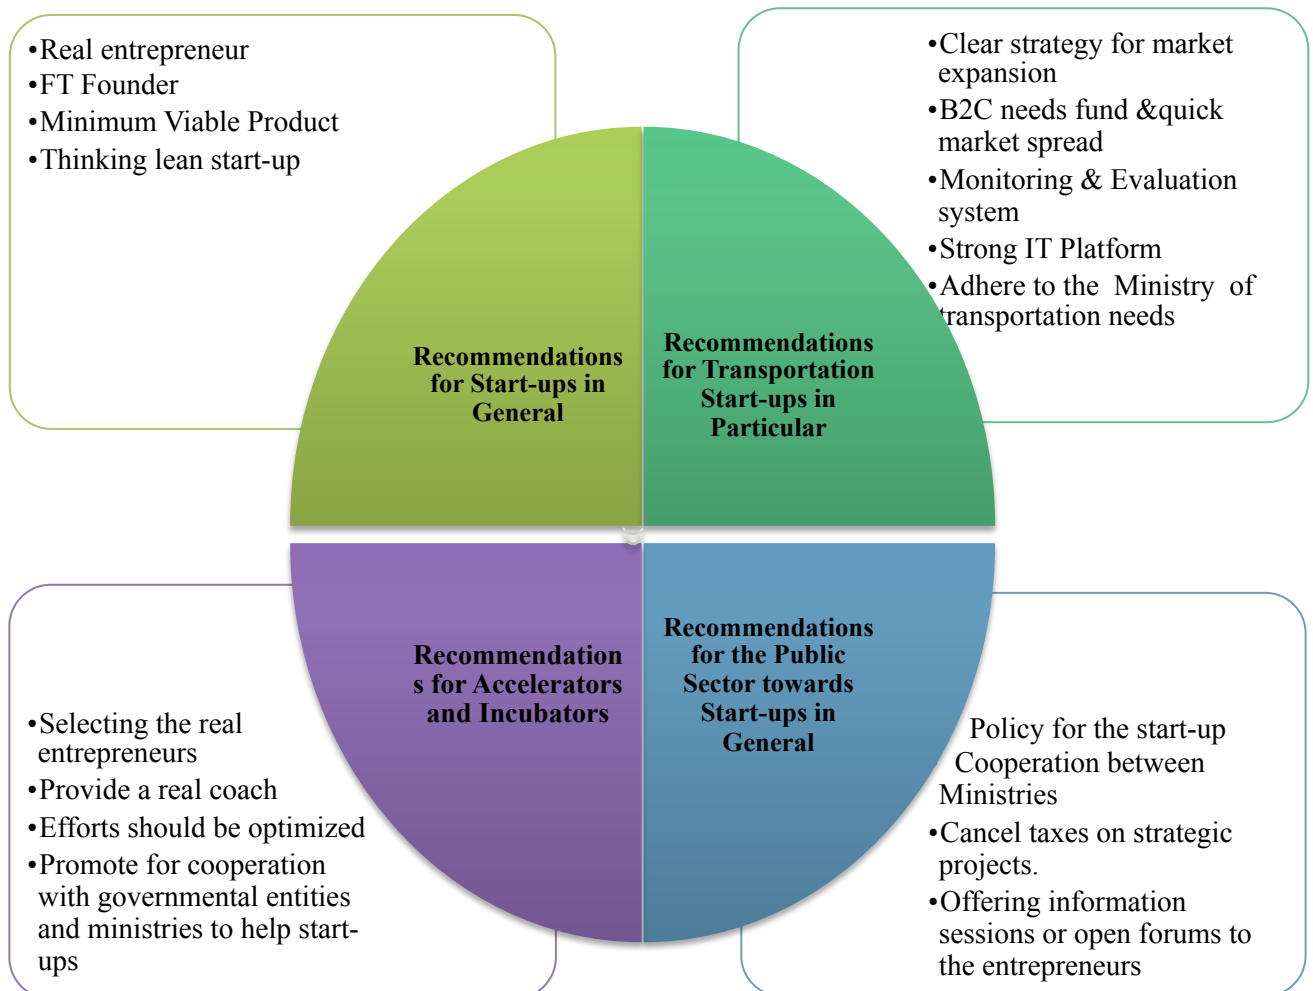 •Real entrepreneur
•FT Founder
•Minimum Viable Product
•Thinking lean start-up
•Clear strategy for market
expansion
•B2C needs fund &quick
market spread
•Monitoring & Evaluation
system
•Strong IT Platform
•Adhere to the Ministry of
transportation needs
Recommendations
for Start-ups in
General
Recommendations
for Transportation
Start-ups in
Particular
Recommendation
s for Accelerators
and Incubators
Recommendations
for the Public
Sector towards
Start-ups in
General
•Selecting the real
entrepreneurs
•Provide a real coach
•Efforts should be optimized
•Promote for cooperation
with governmental entities
and ministries to help start-
ups
Policy for the start-up
Cooperation between
Ministries
•Cancel taxes on strategic
projects.
•Offering information
sessions or open forums to
the entrepreneurs